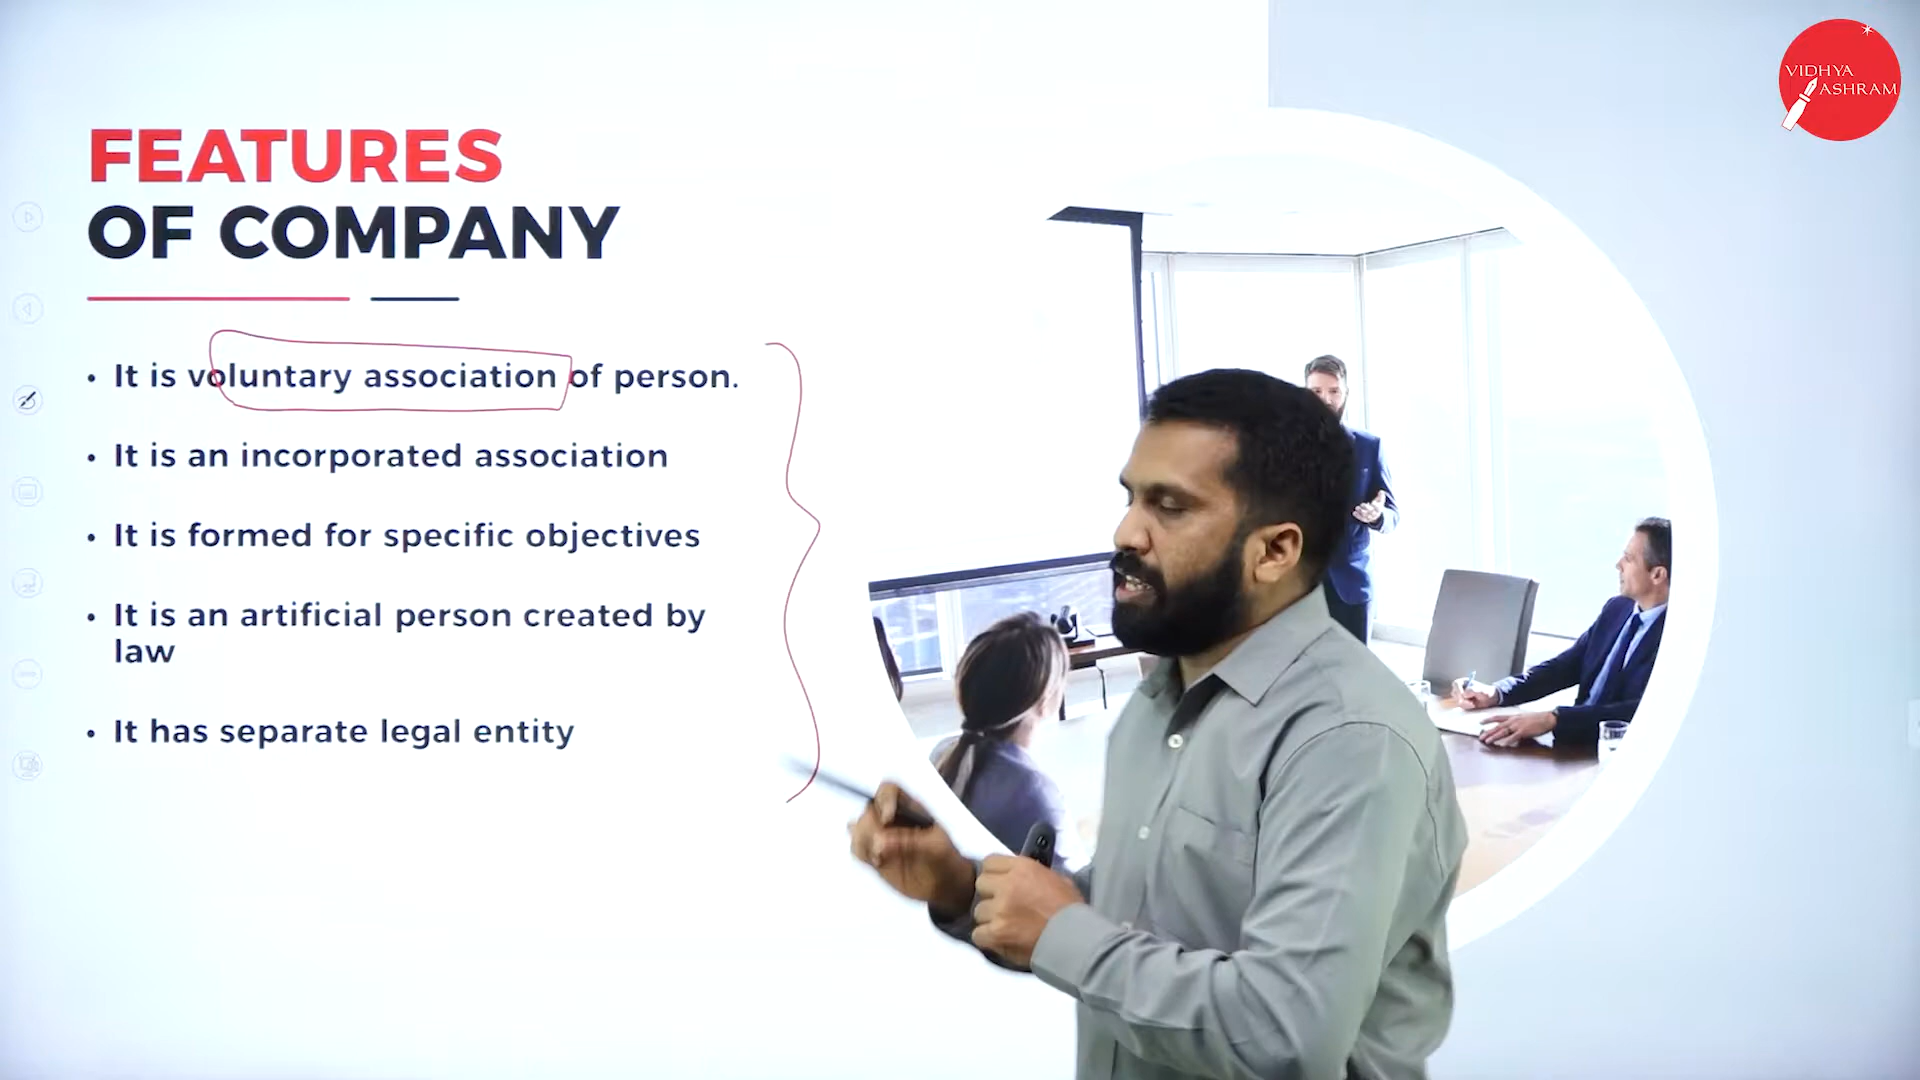 VIDHYA
ASHRAM
FEATURES
OF COMPANY
• It is voluntary association of person.
• It is an incorporated association
• It is formed for specific objectives
• It is an artificial person created by
law
• It has separate legal entity